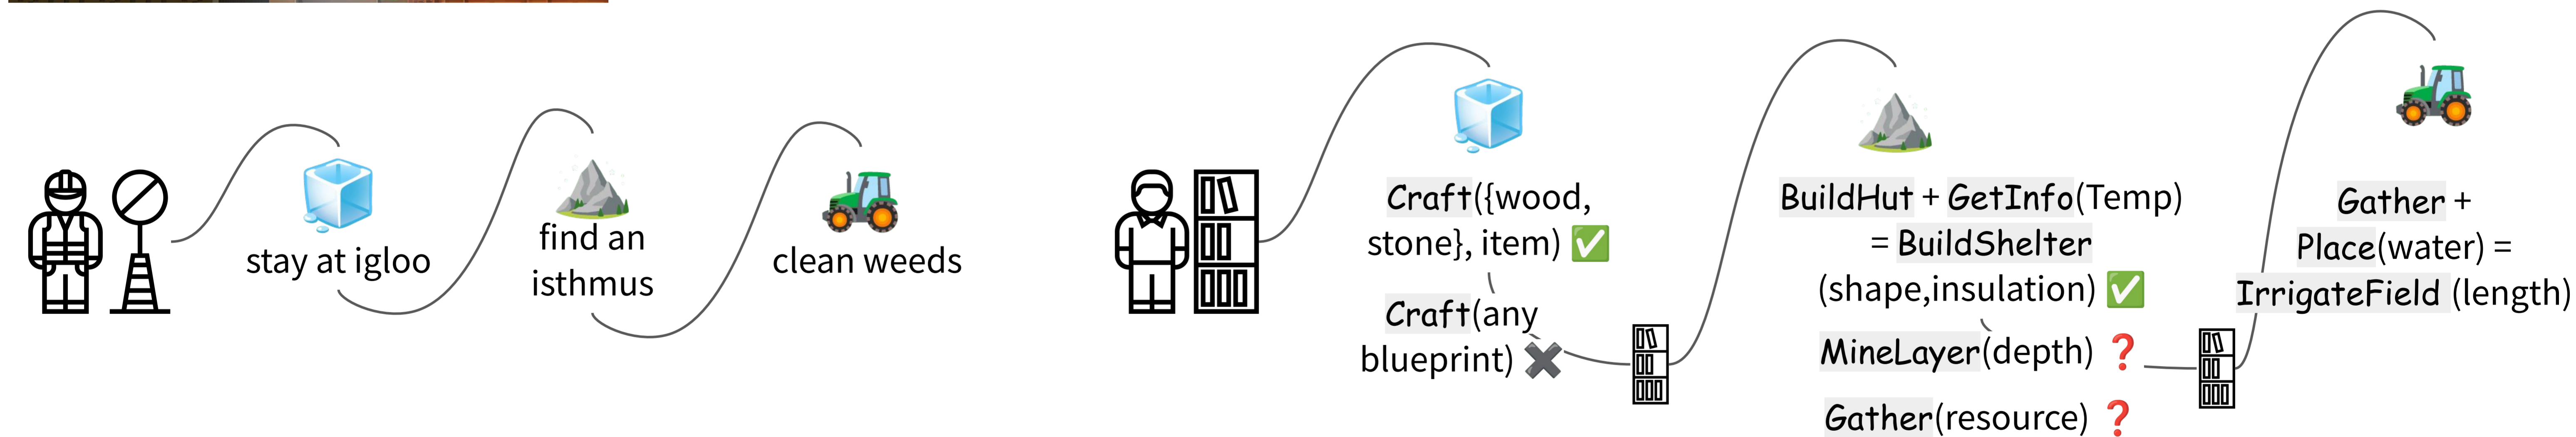 stay at igloo
find an
isthmus
clean weeds
Craft({wood,
stone}, item) ✅
Craft(any
blueprint) ✖
BuildHut + GetInfo(Temp)
= BuildShelter
(shape,insulation) ✅
MineLayer(depth) ❓
Gather(resource) ❓
Gather +
Place(water) =
IrrigateField (length)